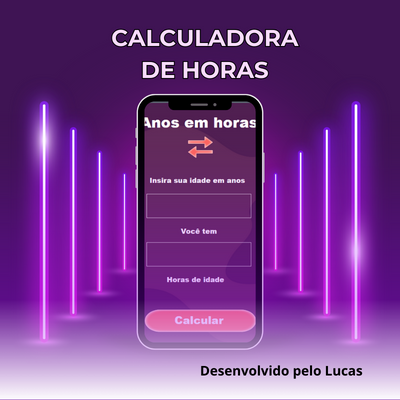 CALCULADORA
DE HORAS
Anos em horas
Insira sua idade em anos
Você tem
Horas de idade
Calcular
Desenvolvido pelo Lucas